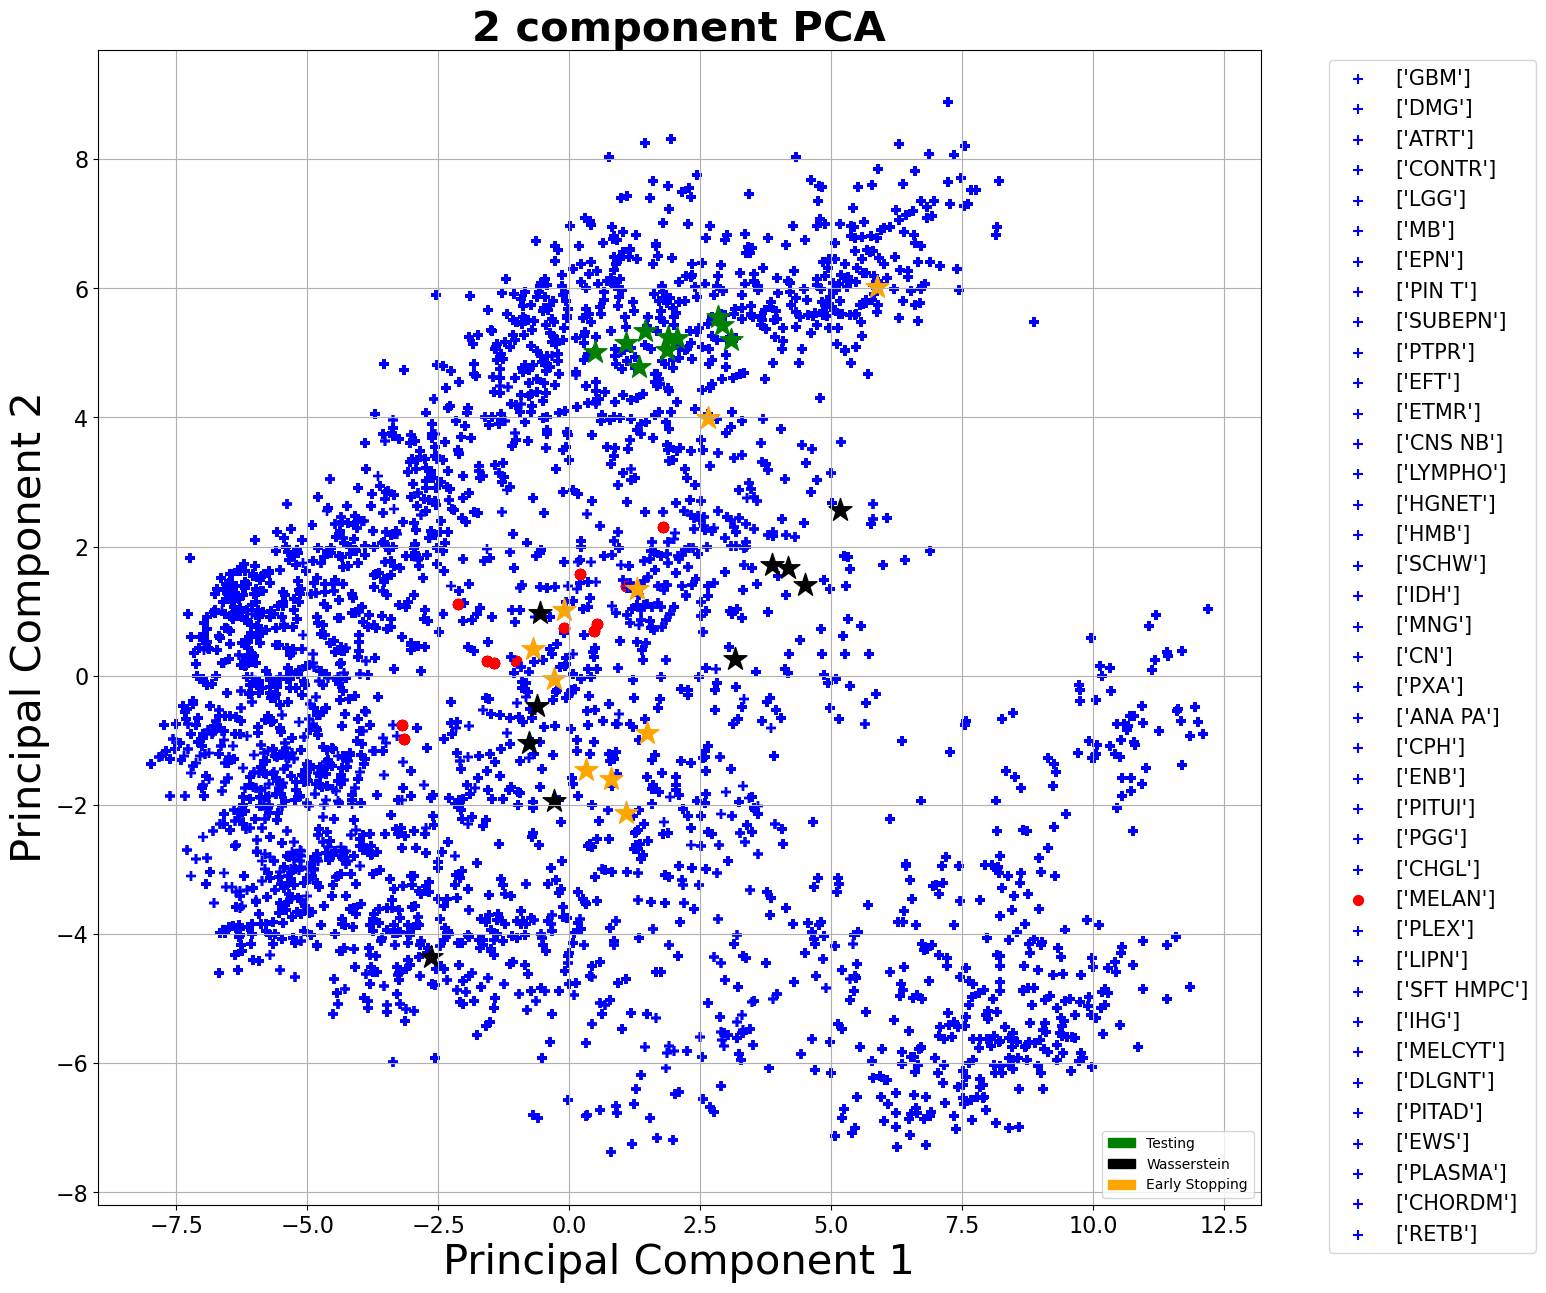 2 component PCA
Principal Component 2
8
6
4
2
0
−2
−4
−6
−8
−7.5 −5.0 −2.5 0.0 2.5 5.0 7.5 10.0 12.5
Principal Component 1
Testing
Wasserstein
Early Stopping
['GBM']
['DMG']
['ATRT']
['CONTR']
['LGG']
['MB']
['EPN']
['PIN T']
['SUBEPN']
['PTPR']
['EFT']
['ETMR']
['CNS NB']
['LYMPHO']
['HGNET']
['HMB']
['SCHW']
['IDH']
['MNG']
['CN']
['PXA']
['ANA PA']
['CPH']
['ENB']
['PITUI']
['PGG']
['CHGL']
['MELAN']
['PLEX']
['LIPN']
['SFT HMPC']
['IHG']
['MELCYT']
['DLGNT']
['PITAD']
['EWS']
['PLASMA']
['CHORDM']
['RETB']